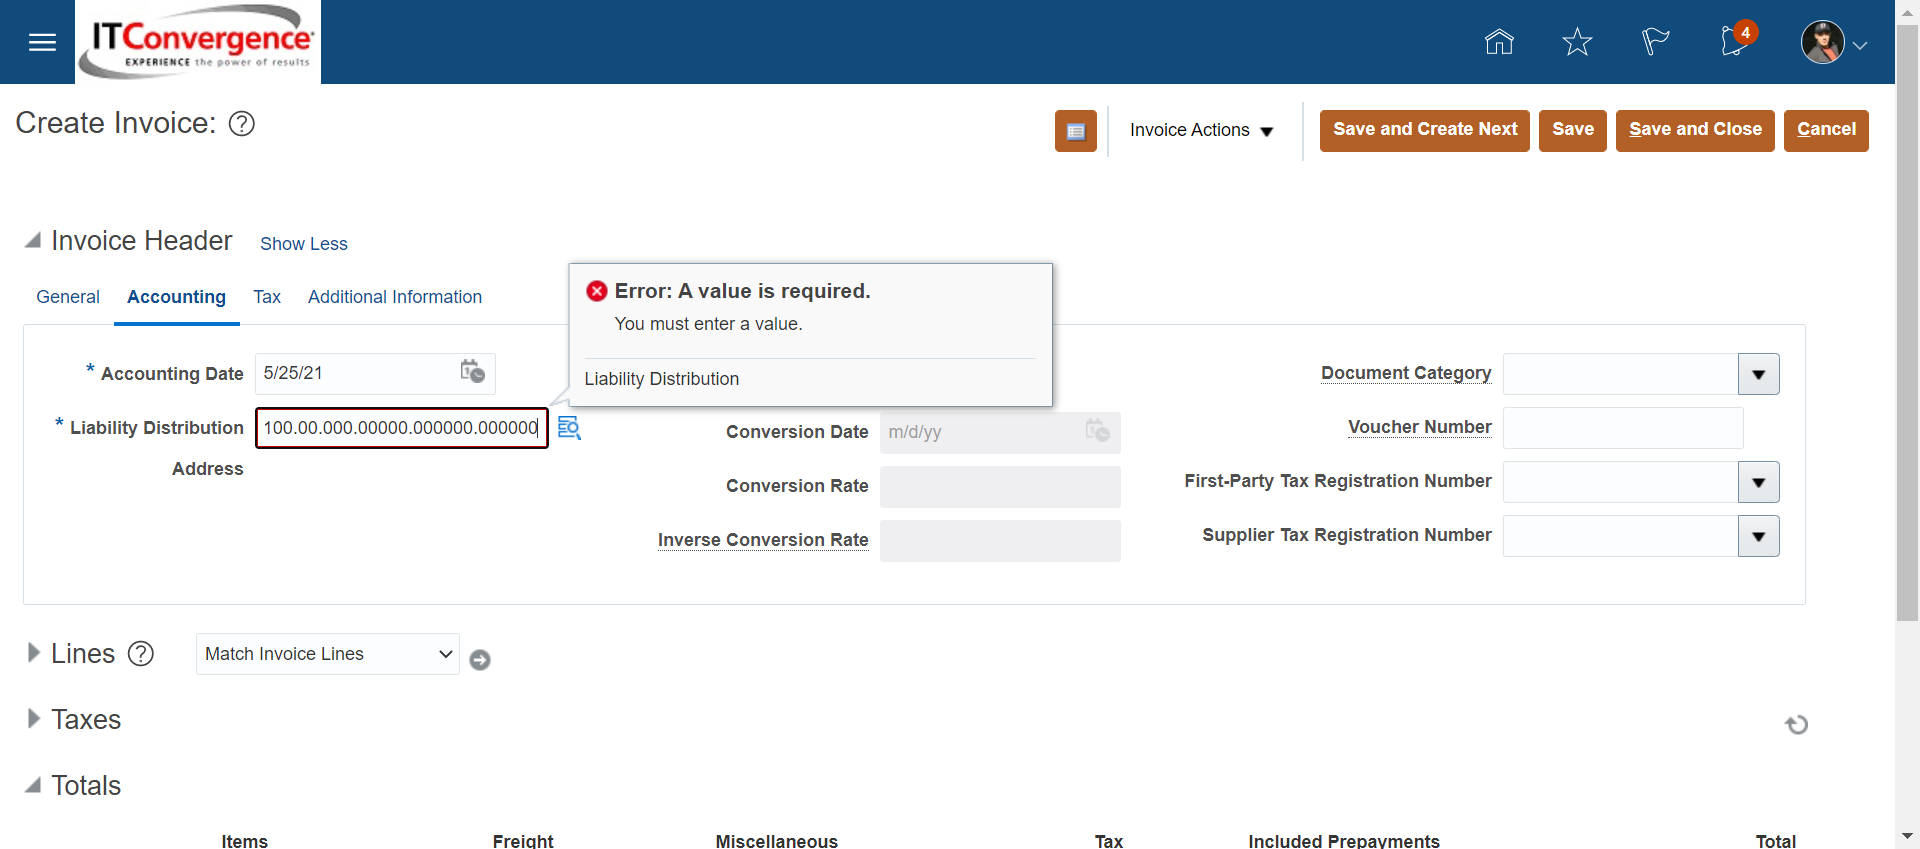 ITConvergence
EXPERIENCE the power of results
4
Create Invoice: ?
Invoice Actions
Save and Create Next
Save
Save and Close
Cancel
Invoice Header Show Less
General Accounting Tax Additional Information
Error: A value is required.
You must enter a value.
Liability Distribution
* Accounting Date 5/25/21
* Liability Distribution 100.00.000.00000.000000.000000
Address
Conversion Date m/d/yy
Conversion Rate
Inverse Conversion Rate
Document Category
Voucher Number
First-Party Tax Registration Number
Supplier Tax Registration Number
Lines ? Match Invoice Lines
Taxes
Totals
Items Freight Miscellaneous Tax Included Prepayments Total